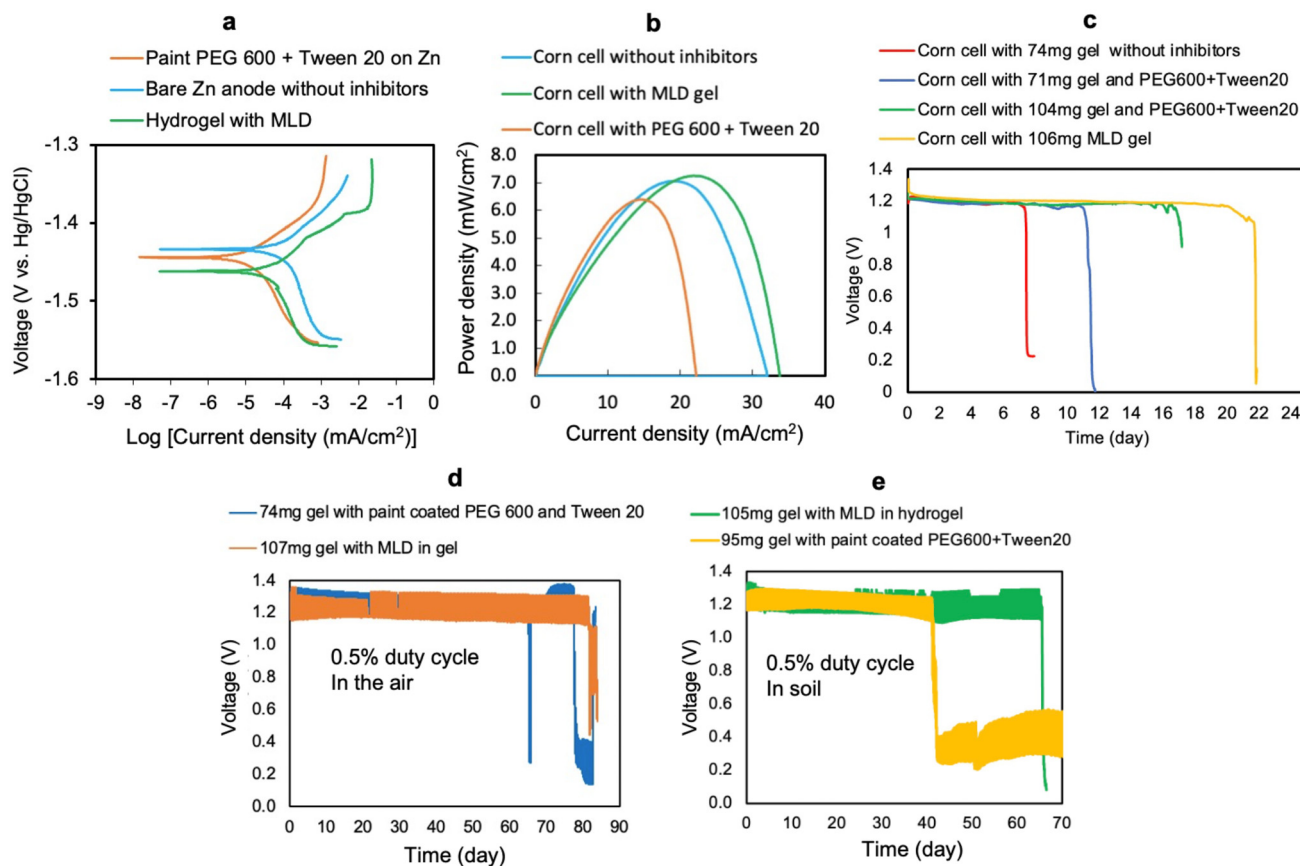 a
Paint PEG 600 + Tween 20 on Zn
Bare Zn anode without inhibitors
Hydrogel with MLD
-1.3
-1.4
-1.5
-1.6
Voltage (V vs. Hg/HgCl)
-9 -8 -7 -6 -5 -4 -3 -2 -1 0
Log [Current density (mA/cm²)]
b
Corn cell without inhibitors
Corn cell with MLD gel
Corn cell with PEG 600 + Tween 20
8.0
7.0
6.0
5.0
4.0
3.0
2.0
1.0
0.0
Power density (mW/cm²)
0 10 20 30 40
Current density (mA/cm²)
c
Corn cell with 74mg gel without inhibitors
Corn cell with 71mg gel and PEG600+Tween20
Corn cell with 104mg gel and PEG600+Tween20
Corn cell with 106mg MLD gel
1.4
1.2
1
0.8
0.6
0.4
0.2
0
Voltage (V)
0 2 4 6 8 10 12 14 16 18 20 22 24
Time (day)
d
74mg gel with paint coated PEG 600 and Tween 20
107mg gel with MLD in gel
1.4
1.2
1.0
0.8
0.6
0.4
0.2
0.0
Voltage (V)
0.5% duty cycle
In the air
0 10 20 30 40 50 60 70 80 90
Time (day)
e
105mg gel with MLD in hydrogel
95mg gel with paint coated PEG600+Tween20
1.4
1.2
1.0
0.8
0.6
0.4
0.2
0.0
Voltage (V)
0.5% duty cycle
In soil
0 10 20 30 40 50 60 70
Time (day)